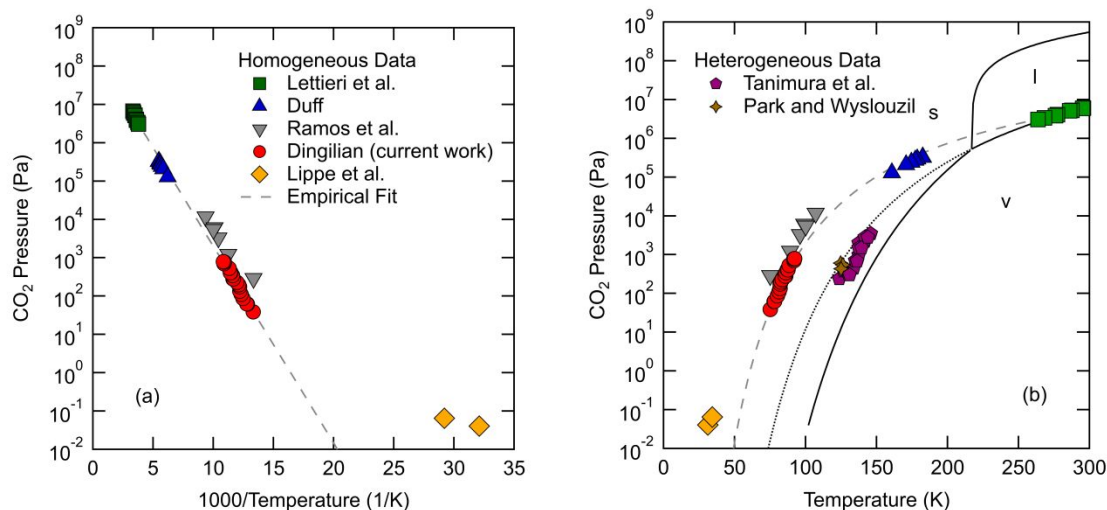 10⁹
10⁸
10⁷
10⁶
10⁵
10⁴
10³
10²
10¹
10⁰
10⁻¹
10⁻²
CO₂ Pressure (Pa)
Homogeneous Data
Lettieri et al.
Duff
Ramos et al.
Dingilian (current work)
Lippe et al.
Empirical Fit
(a)
0 5 10 15 20 25 30 35
1000/Temperature (1/K)
10⁹
10⁸
10⁷
10⁶
10⁵
10⁴
10³
10²
10¹
10⁰
10⁻¹
10⁻²
CO₂ Pressure (Pa)
Heterogeneous Data
Tanimura et al.
Park and Wyslouzil
s
l
v
(b)
0 50 100 150 200 250 300
Temperature (K)